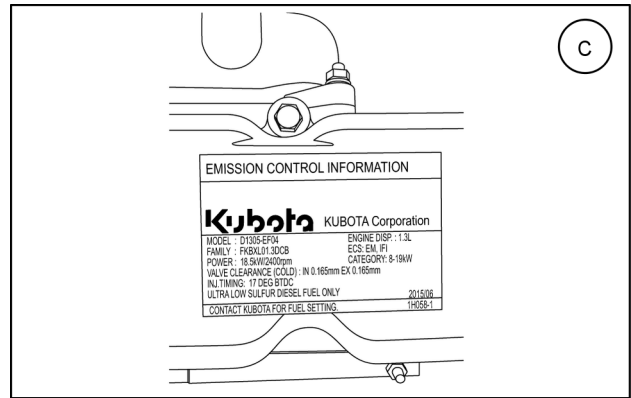 C
EMISSION CONTROL INFORMATION
Kubota KUBOTA Corporation
MODEL : D1305-EF04 ENGINE DISP. : 1.3L
FAMILY : FKBXL01.3DCB ECS: EM, IFI
POWER : 18.5kW/2400rpm CATEGORY: 8-19kW
VALVE CLEARANCE (COLD) : IN 0.165mm EX 0.165mm
INJ.TIMING: 17 DEG BTDC
ULTRA LOW SULFUR DIESEL FUEL ONLY 2015/06
CONTACT KUBOTA FOR FUEL SETTING. 1H058-1